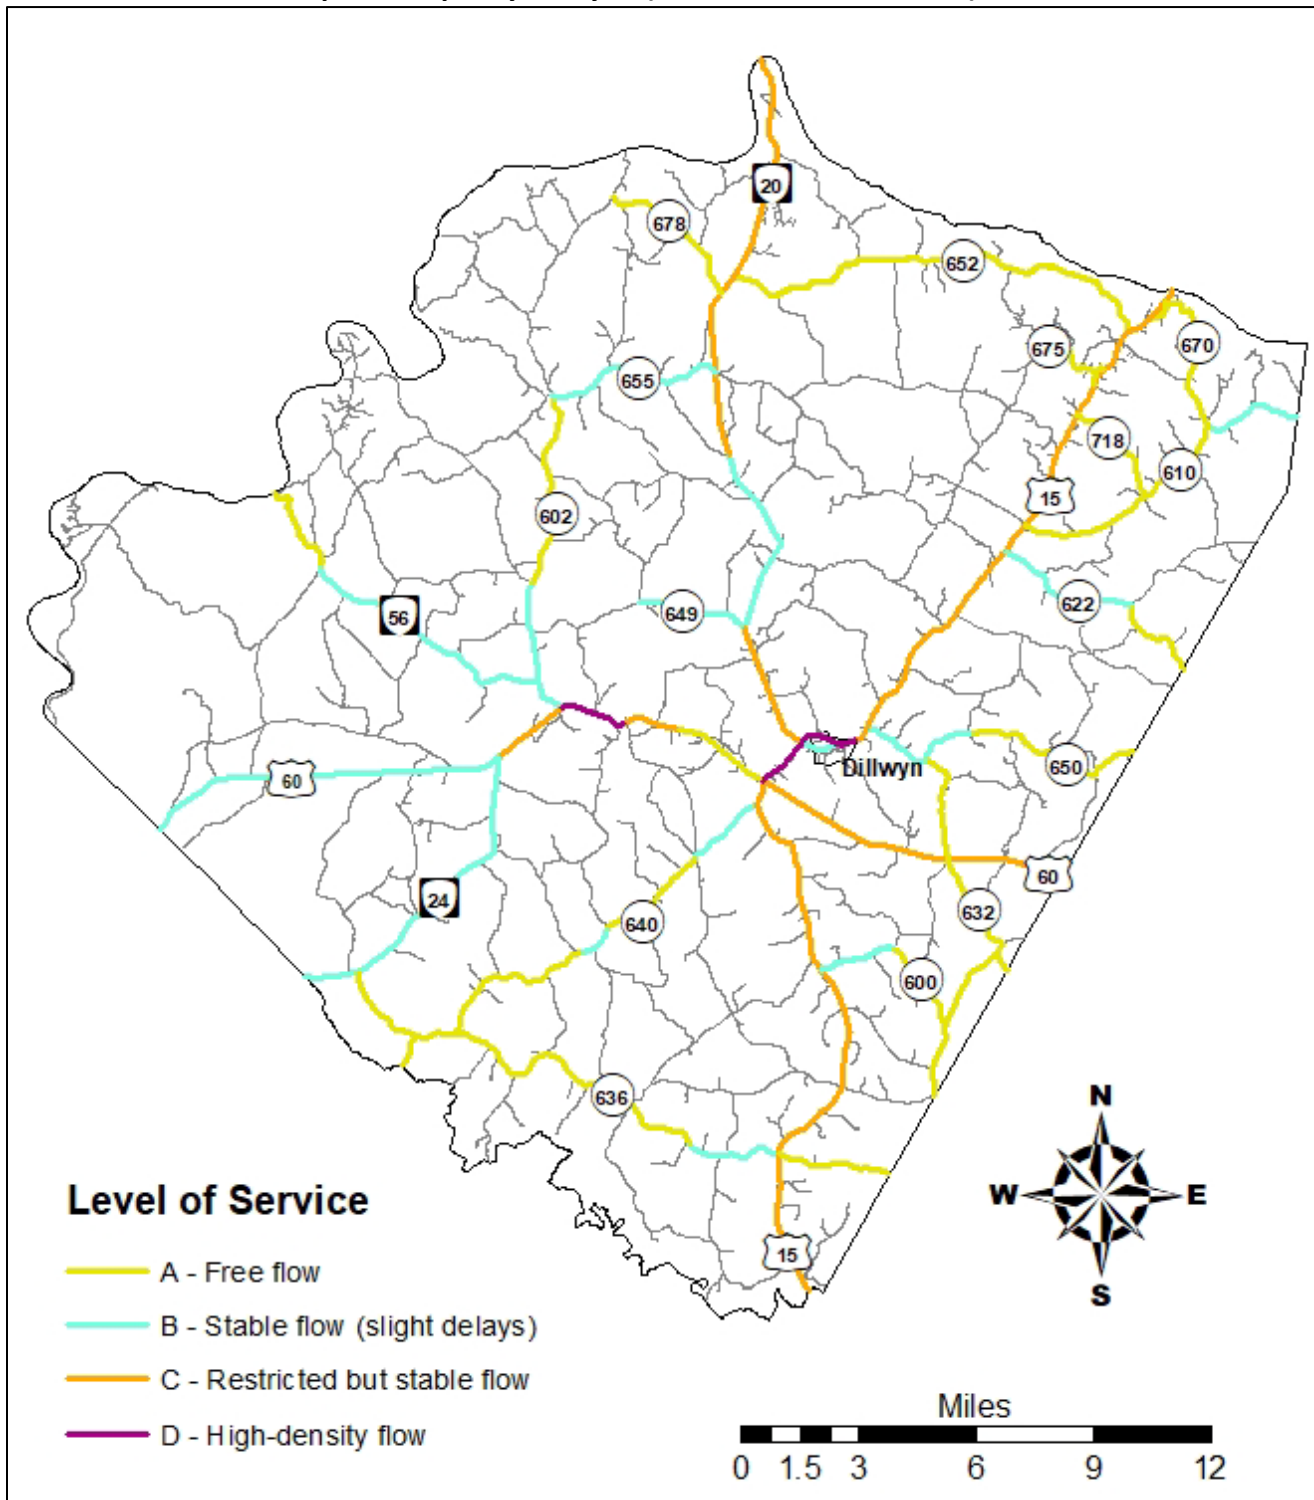 20
678
652
675
670
655
718
610
15
602
622
649
56
Dillwyn
650
60
60
24
640
632
600
636
15
N
W
E
S
Level of Service
A - Free flow
B - Stable flow (slight delays)
C - Restricted but stable flow
D - High-density flow
Miles
0 1.5 3 6 9 12